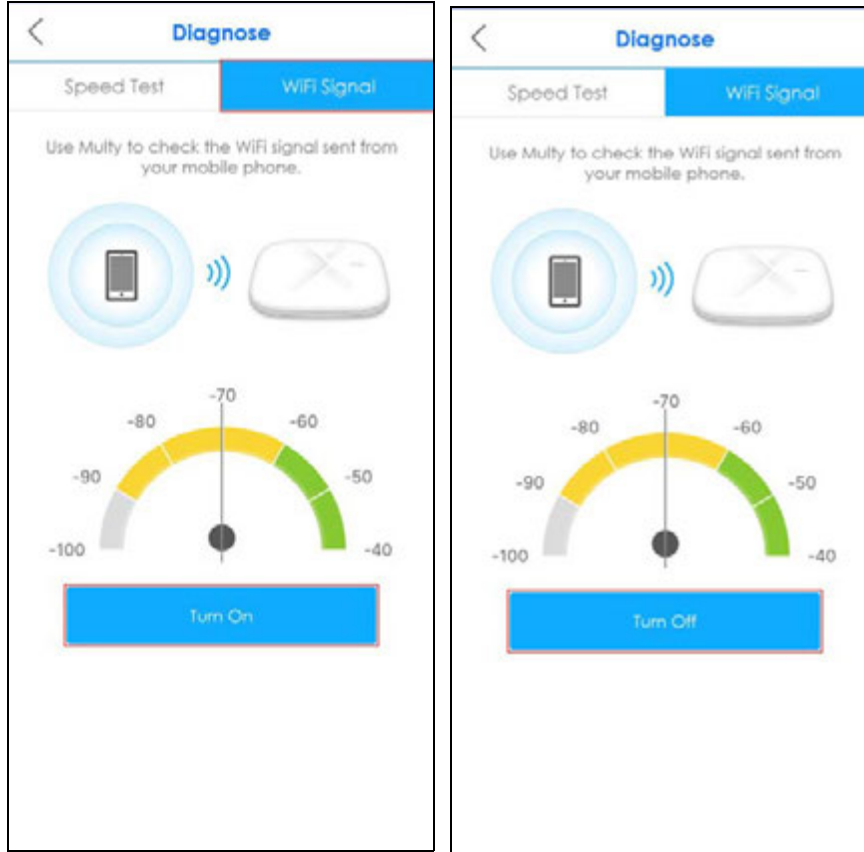 Diagnose
Speed Test
WiFi Signal
Use Multy to check the WiFi signal sent from
your mobile phone.
-70
-80
-60
-90
-50
-100
-40
Turn On
Diagnose
Speed Test
WiFi Signal
Use Multy to check the WiFi signal sent from
your mobile phone.
-70
-80
-60
-90
-50
-100
-40
Turn Off